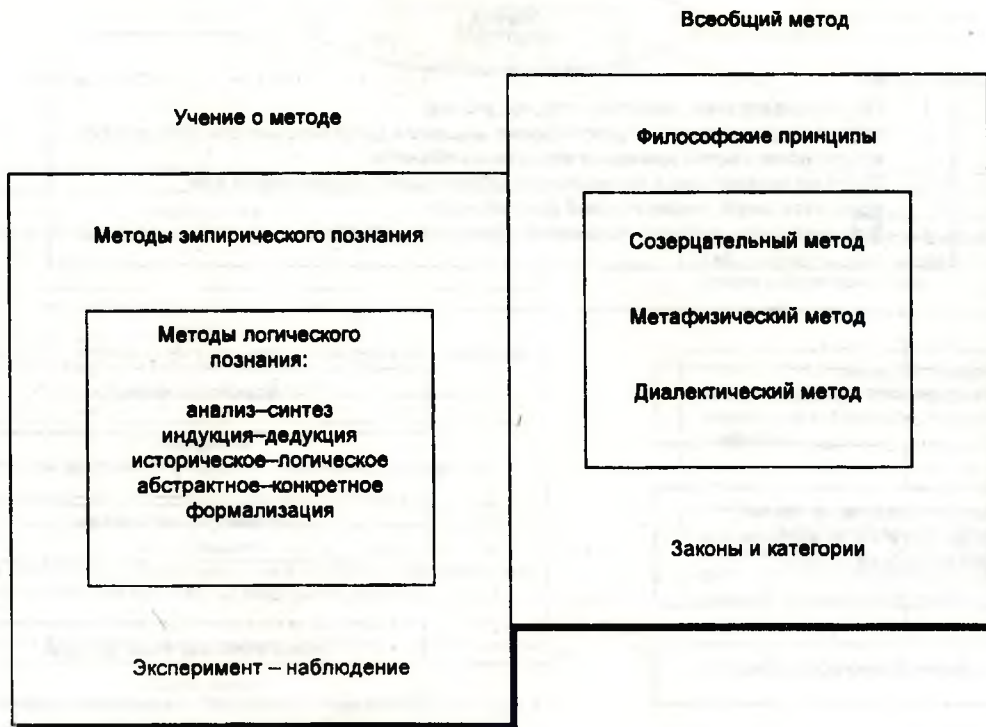 Всеобщий метод
Учение о методе
Философские принципы
Методы эмпирического познания
Созерцательный метод
Метафизический метод
Диалектический метод
Методы логического
познания:
анализ–синтез
индукция–дедукция
историческое–логическое
абстрактное–конкретное
формализация
Законы и категории
Эксперимент – наблюдение